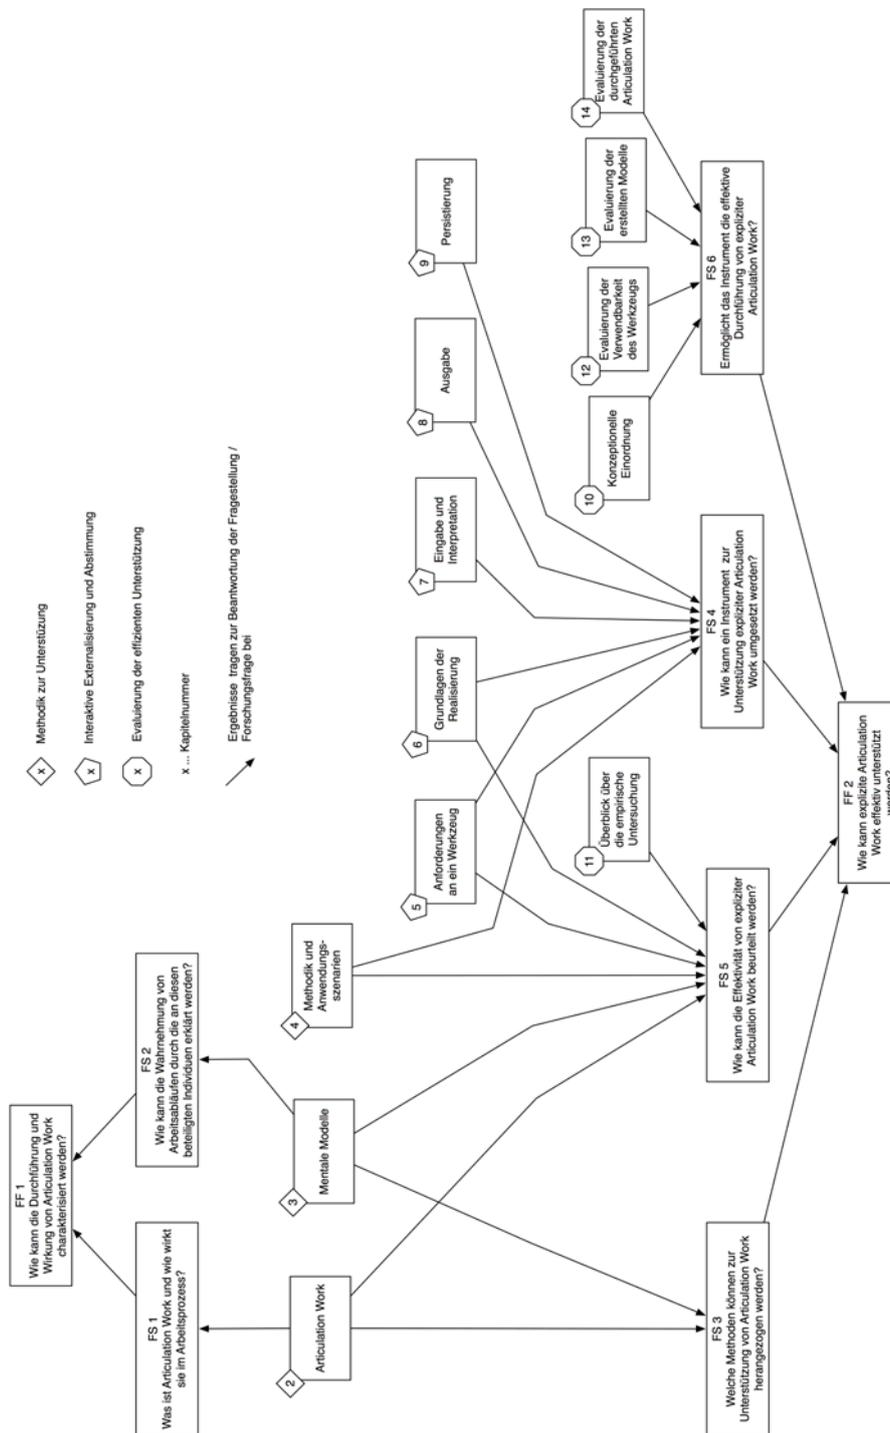 FF 1
Wie kann die Durchführung und
Wirkung von Articulation Work
charakterisiert werden?
FS 1
Was ist Articulation Work und wie wirkt
sie im Arbeitsprozess?
FS 2
Wie kann die Wahrnehmung von
Arbeitsabläufen durch die an diesen
beteiligten Individuen erklärt werden?
x
Methodik zur Unterstüzung
x
Interaktive Externalisierung und Abstimmung
x
Evaluierung der effizienten Unterstützung
x ... Kapitelnummer
Ergebnisse tragen zur Beantwortung der Fragestellung /
Forschungsfrage bei
2
Articulation Work
3
Mentale Modelle
4
Methodik und
Anwendungs-
szenarien
5
Anforderungen
an ein Werkzeug
6
Grundlagen der
Realisierung
7
Eingabe und
Interpretation
8
Ausgabe
9
Persistierung
11
Überblick über
die empirische
Untersuchung
10
Konzeptionelle
Einordnung
12
Evaluierung der
Verwendbarkeit
des Werkzeugs
13
Evaluierung der
erstellten Modelle
14
Evaluierung der
durchgeführten
Articulation Work
FS 3
Welche Methoden können zur
Unterstützung von Articulation Work
herangezogen werden?
FS 5
Wie kann die Effektivität von expliziter
Articulation Work beurteilt werden?
FS 4
Wie kann ein Instrument zur
Unterstützung expliziter Articulation
Work umgesetzt werden?
FS 6
Ermöglicht das Instrument die effektive
Durchführung von expliziter
Articulation Work?
FF 2
Wie kann explizite Articulation
Work effektiv unterstützt
werden?